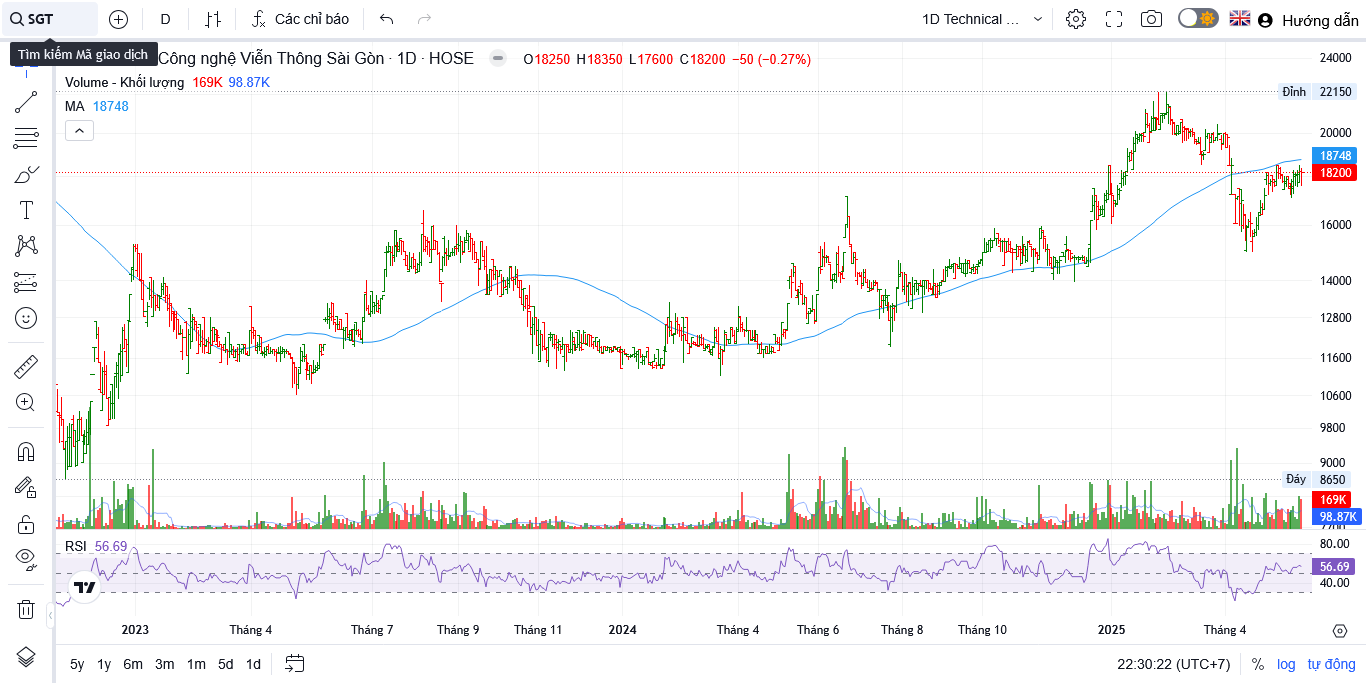 SGT D Các chỉ báo 1D Technical ... Hướng dẫn
Tìm kiếm Mã giao dịch
Công nghệ Viễn Thông Sài Gòn · 1D · HOSE O18250 H18350 L17600 C18200 −50 (−0.27%)
Volume - Khối lượng 169K 98.87K
MA 18748
24000
Đỉnh 22150
20000
18748
18200
16000
14000
12800
11600
10600
9800
9000
Đáy 8650
169K
98.87K
RSI 56.69
80.00
56.69
40.00
2023 Tháng 4 Tháng 7 Tháng 9 Tháng 11 2024 Tháng 4 Tháng 6 Tháng 8 Tháng 10 2025 Tháng 4
5y 1y 6m 3m 1m 5d 1d 22:30:22 (UTC+7) % log tự động